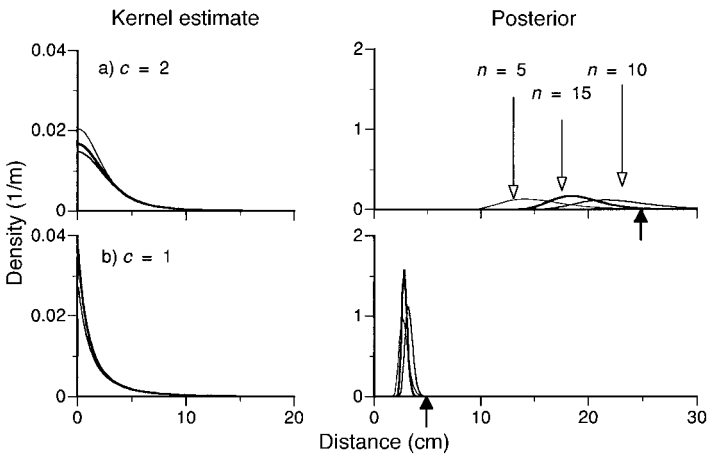 Kernel estimate
Posterior
0.04
a) c = 2
0.02
0
2
n = 5
n = 10
n = 15
1
0
Density (1/m)
0.04
b) c = 1
0.02
0
0
10
20
2
1
0
0
10
20
30
Distance (cm)